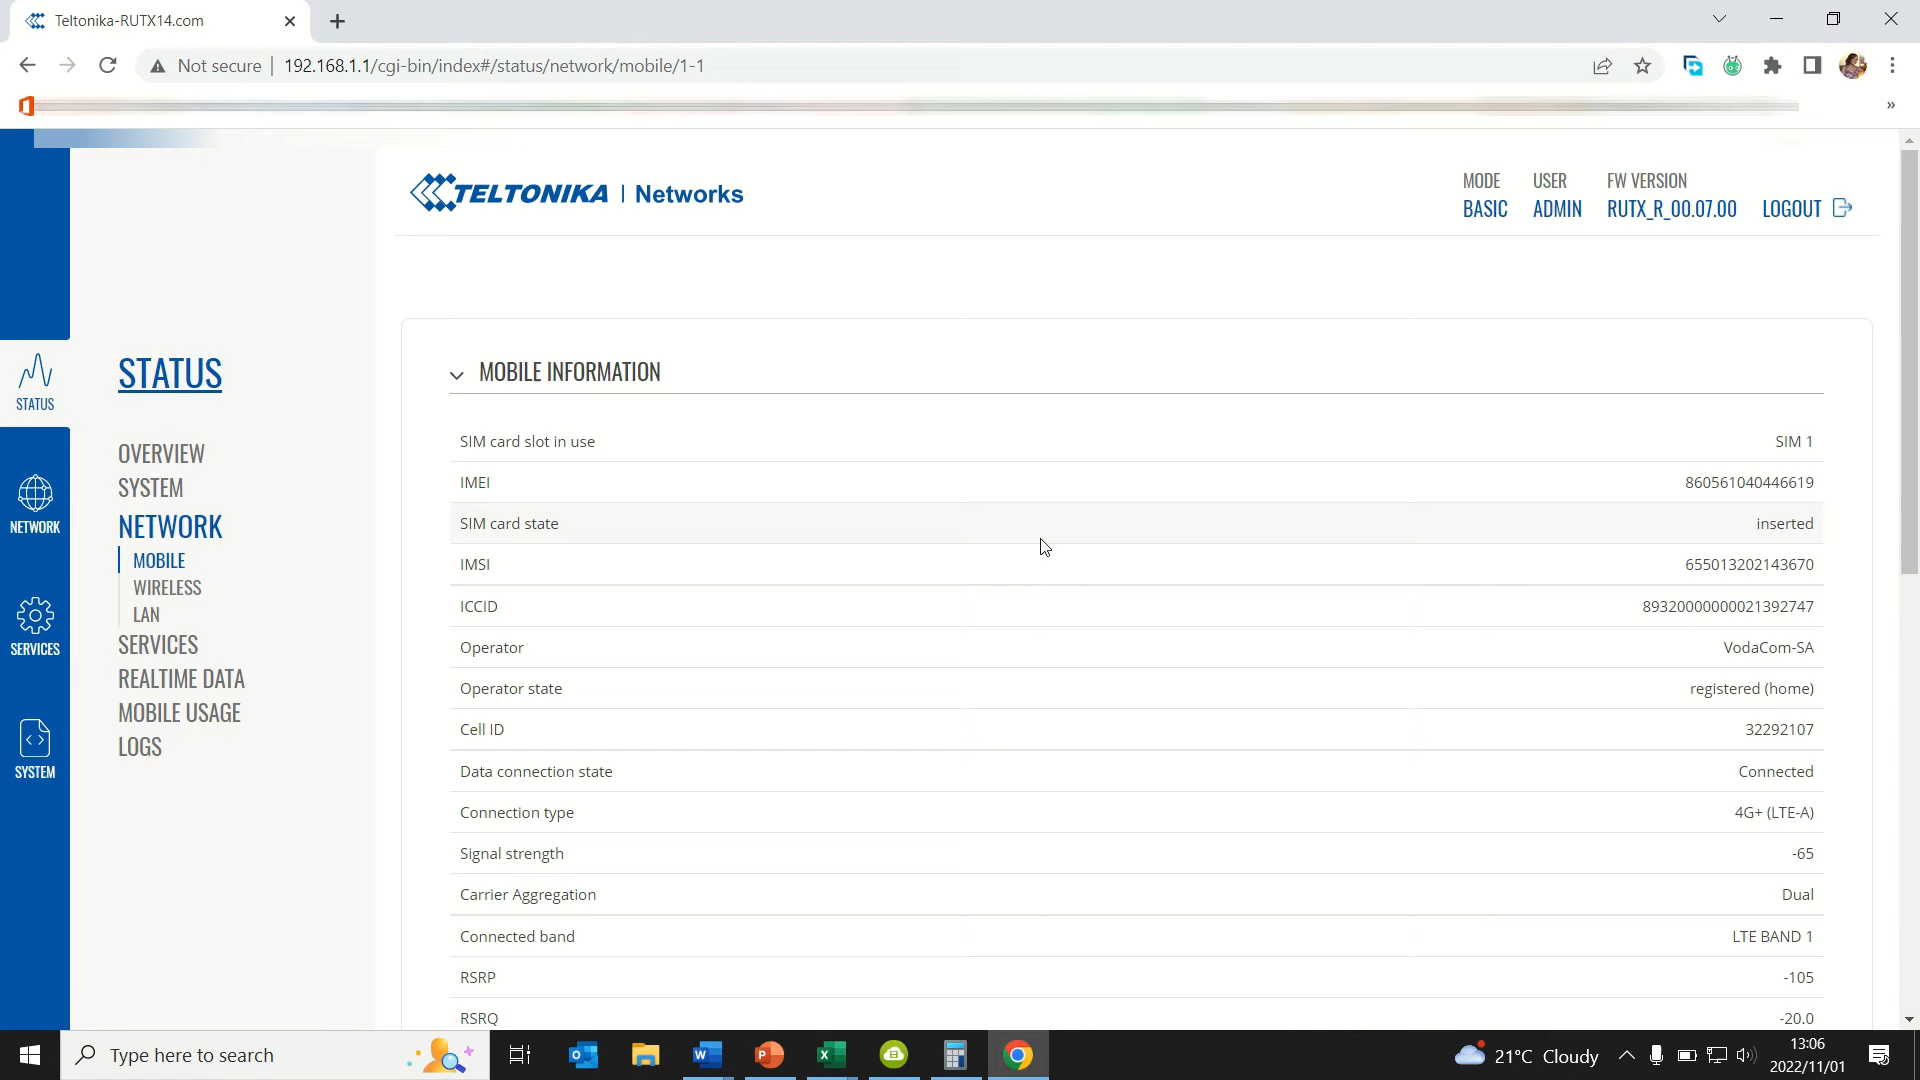 Teltonika-RUTX14.com
Not secure 192.168.1.1/cgi-bin/index#/status/network/mobile/1-1
TELTONIKA | Networks
MODE USER FW VERSION
BASIC ADMIN RUTX_R_00.07.00 LOGOUT
STATUS
NETWORK
SERVICES
SYSTEM
STATUS
OVERVIEW
SYSTEM
NETWORK
MOBILE
WIRELESS
LAN
SERVICES
REALTIME DATA
MOBILE USAGE
LOGS
MOBILE INFORMATION
SIM card slot in use SIM 1
IMEI 860561040446619
SIM card state inserted
IMSI 655013202143670
ICCID 89320000000021392747
Operator VodaCom-SA
Operator state registered (home)
Cell ID 32292107
Data connection state Connected
Connection type 4G+ (LTE-A)
Signal strength -65
Carrier Aggregation Dual
Connected band LTE BAND 1
RSRP -105
RSRQ -20.0
Type here to search
21°C Cloudy
13:06
2022/11/01